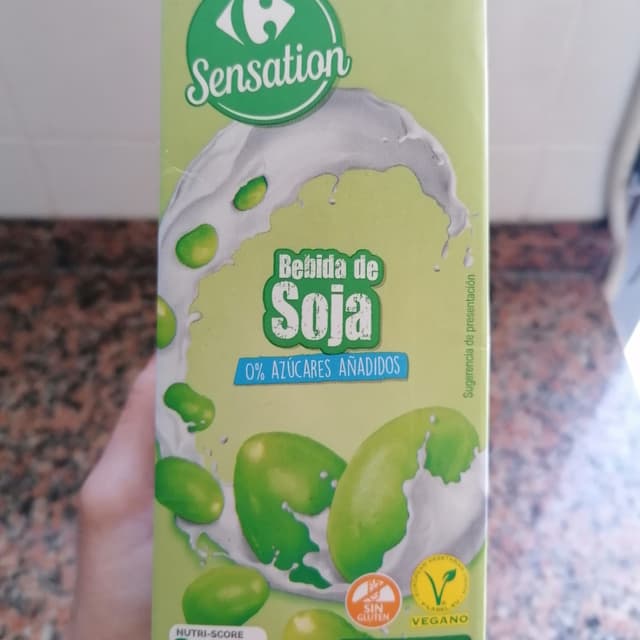 Sensation
Bebida de
Soja
0% AZÚCARES AÑADIDOS
Sugerencia de presentación
SIN
GLUTEN
VEGANO
NUTRI-SCORE